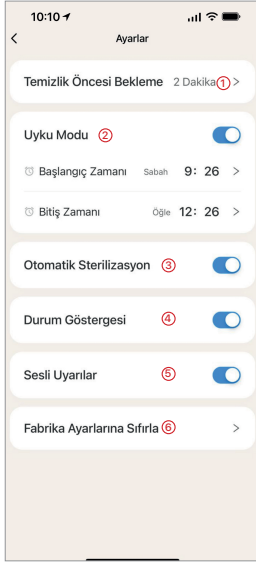 10:10
Ayarlar
Temizlik Öncesi Bekleme 2 Dakika ① >
Uyku Modu ②
Başlangıç Zamanı Sabah 9: 26 >
Bitiş Zamanı Öğle 12: 26 >
Otomatik Sterilizasyon ③
Durum Göstergesi ④
Sesli Uyarılar ⑤
Fabrika Ayarlarına Sıfırla ⑥ >